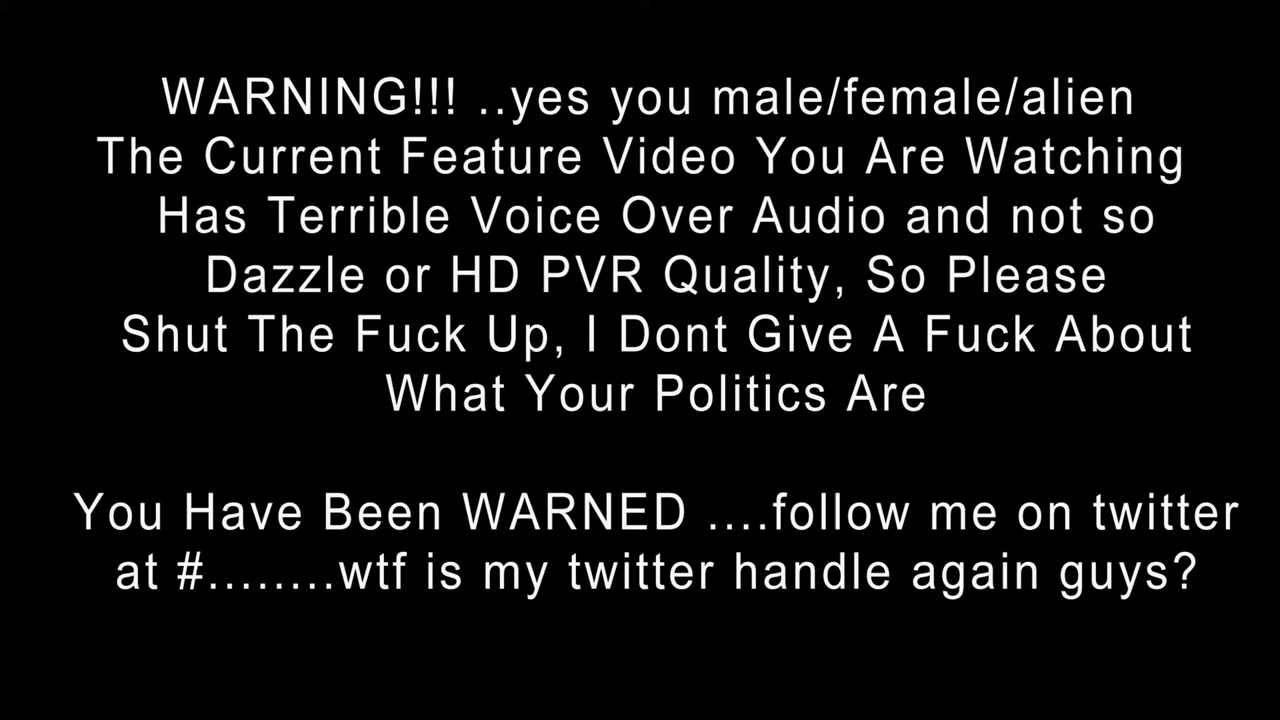 WARNING!!! ..yes you male/female/alien
The Current Feature Video You Are Watching
Has Terrible Voice Over Audio and not so
Dazzle or HD PVR Quality, So Please
Shut The Fuck Up, I Dont Give A Fuck About
What Your Politics Are
You Have Been WARNED ....follow me on twitter
at #........wtf is my twitter handle again guys?